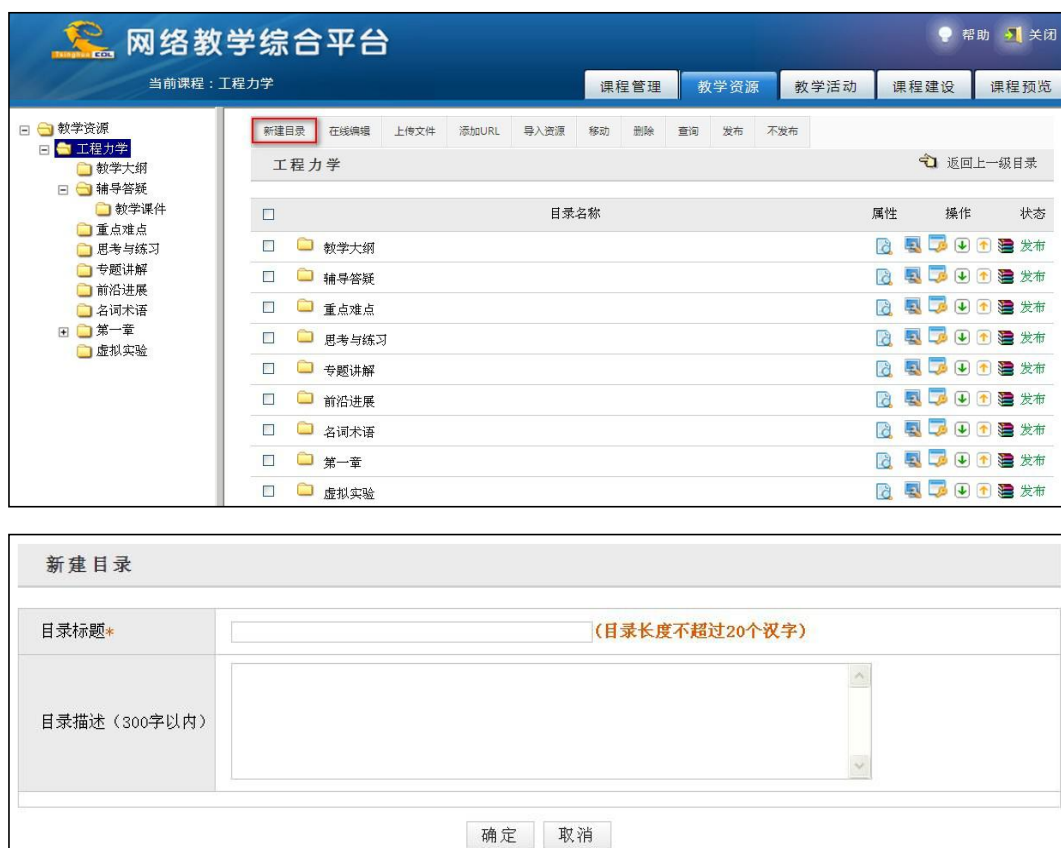 网络教学综合平台
帮助 关闭
当前课程：工程力学
课程管理 教学资源 教学活动 课程建设 课程预览
教学资源
工程力学
教学大纲
辅导答疑
教学课件
重点难点
思考与练习
专题讲解
前沿进展
名词术语
第一章
虚拟实验
新建目录 在线编辑 上传文件 添加URL 导入资源 移动 删除 查询 发布 不发布
工程力学 返回上一级目录
目录名称 属性 操作 状态
教学大纲 发布
辅导答疑 发布
重点难点 发布
思考与练习 发布
专题讲解 发布
前沿进展 发布
名词术语 发布
第一章 发布
虚拟实验 发布
新建目录
目录标题* (目录长度不超过20个汉字)
目录描述（300字以内）
确定 取消